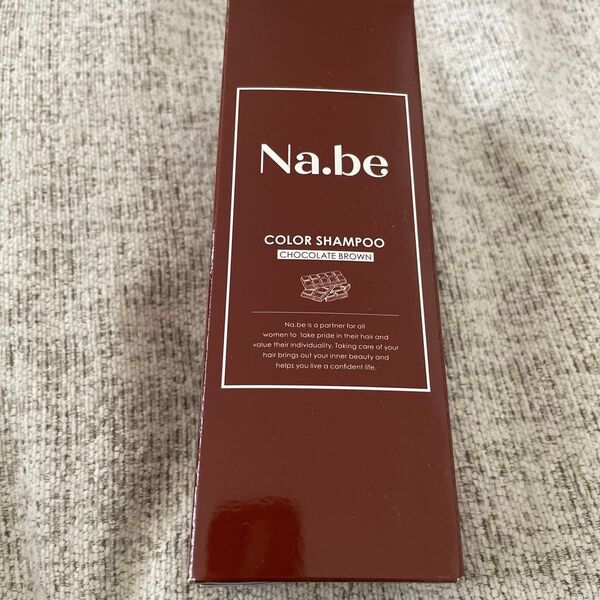 Na.be
COLOR SHAMPOO
CHOCOLATE BROWN
Na.be is a partner for all
women to take pride in their hair and
value their individuality. Taking care of your
hair brings out your inner beauty and
helps you live a confident life.